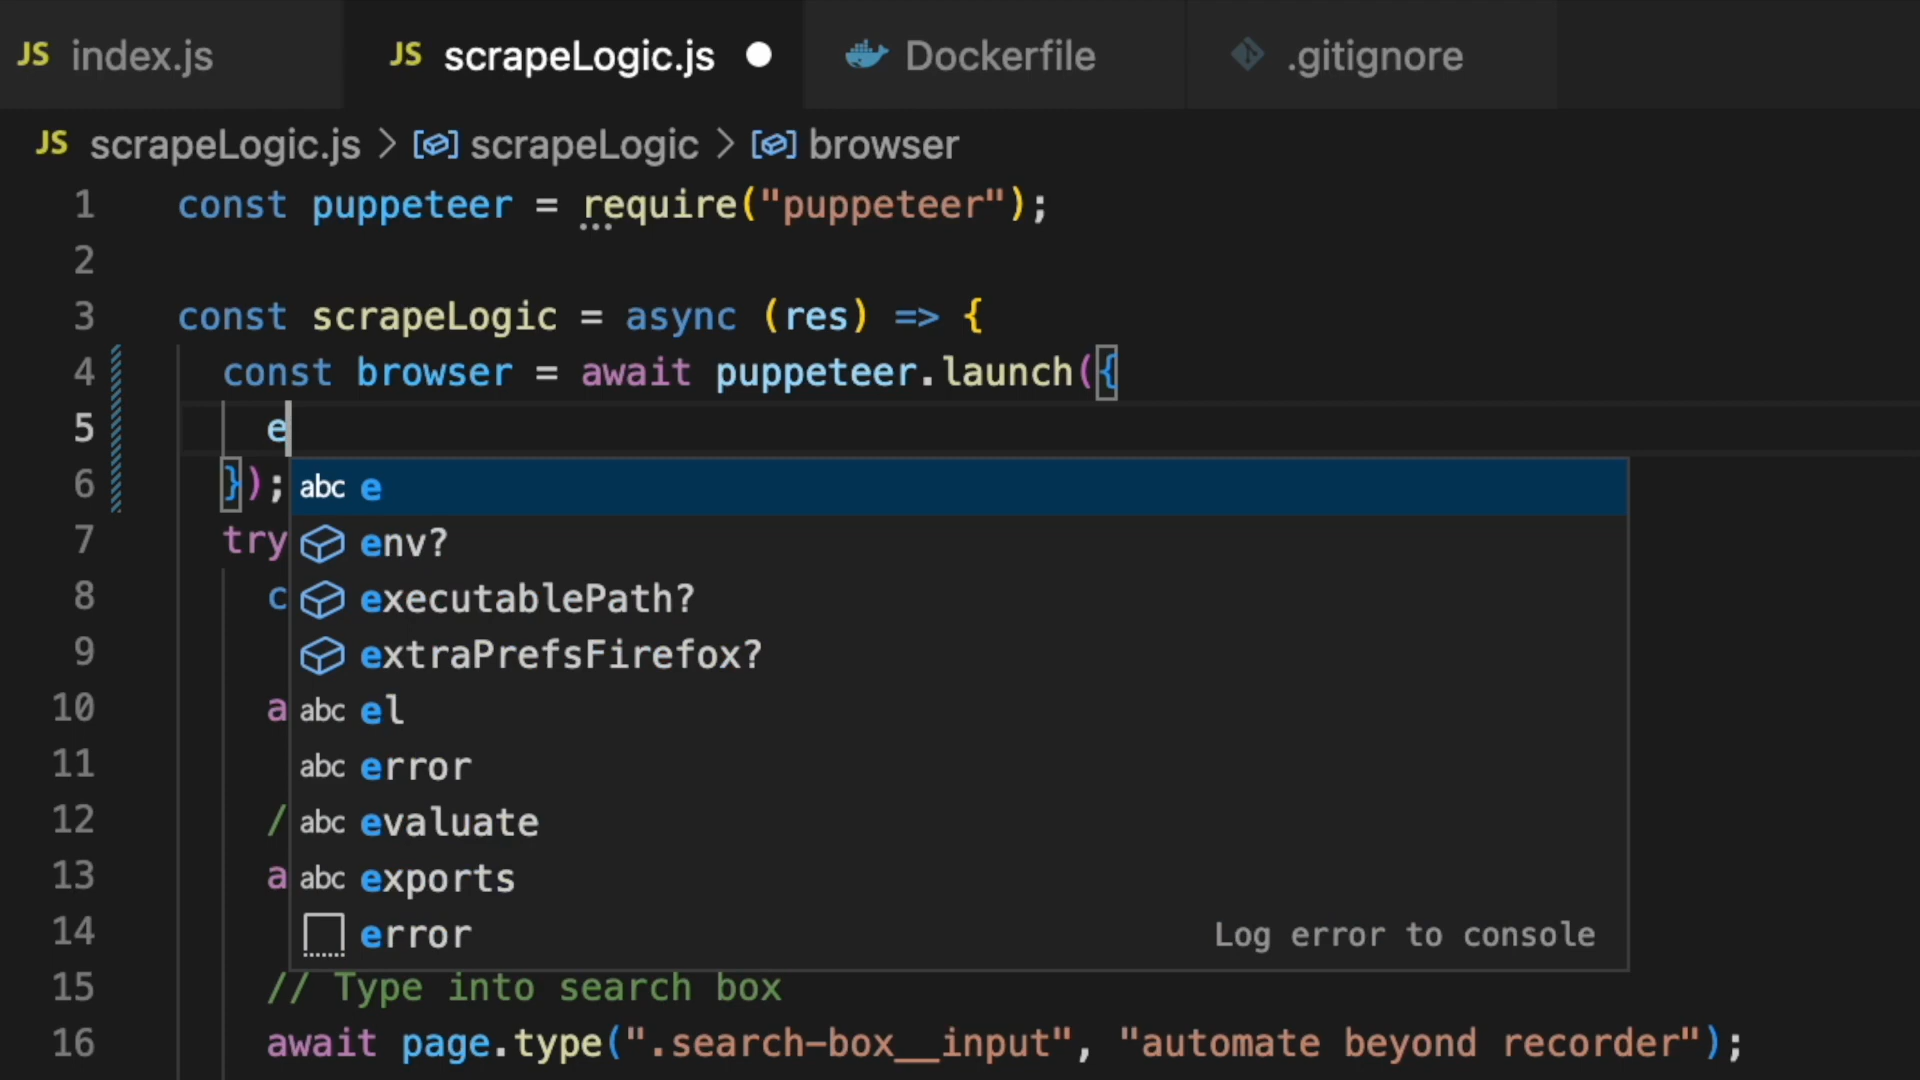 JS index.js JS scrapeLogic.js Dockerfile .gitignore
JS scrapeLogic.js > scrapeLogic > browser
1 const puppeteer = require("puppeteer");
2
3 const scrapeLogic = async (res) => {
4 const browser = await puppeteer.launch({
5 e
6 }); abc e
7 try env?
8 c executablePath?
9 extraPrefsFirefox?
10 a abc el
11 abc error
12 / abc evaluate
13 a abc exports
14 error Log error to console
15 // Type into search box
16 await page.type(".search-box__input", "automate beyond recorder");